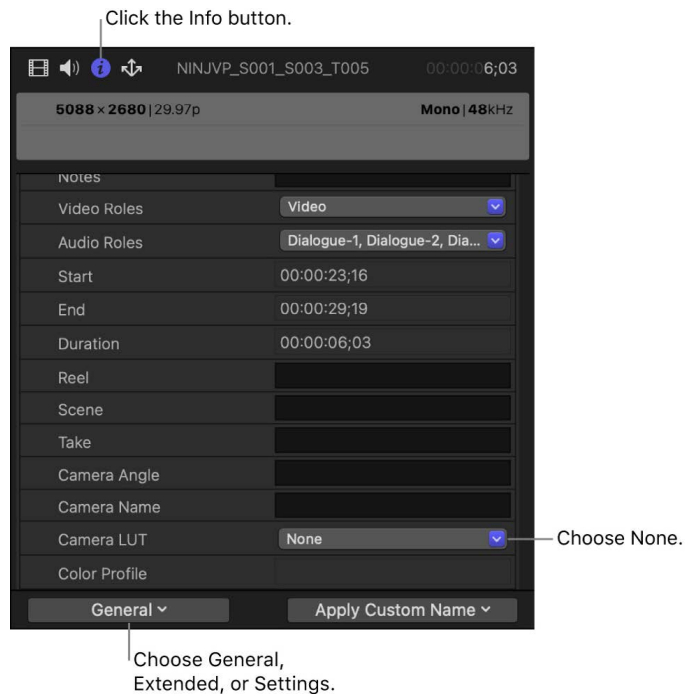 Click the Info button.
NINJVP_S001_S003_T005 00:00:06;03
5088 × 2680 | 29.97p Mono | 48kHz
Notes
Video Roles Video
Audio Roles Dialogue-1, Dialogue-2, Dia...
Start 00:00:23;16
End 00:00:29;19
Duration 00:00:06;03
Reel
Scene
Take
Camera Angle
Camera Name
Camera LUT None
Choose None.
Color Profile
General Apply Custom Name
Choose General,
Extended, or Settings.